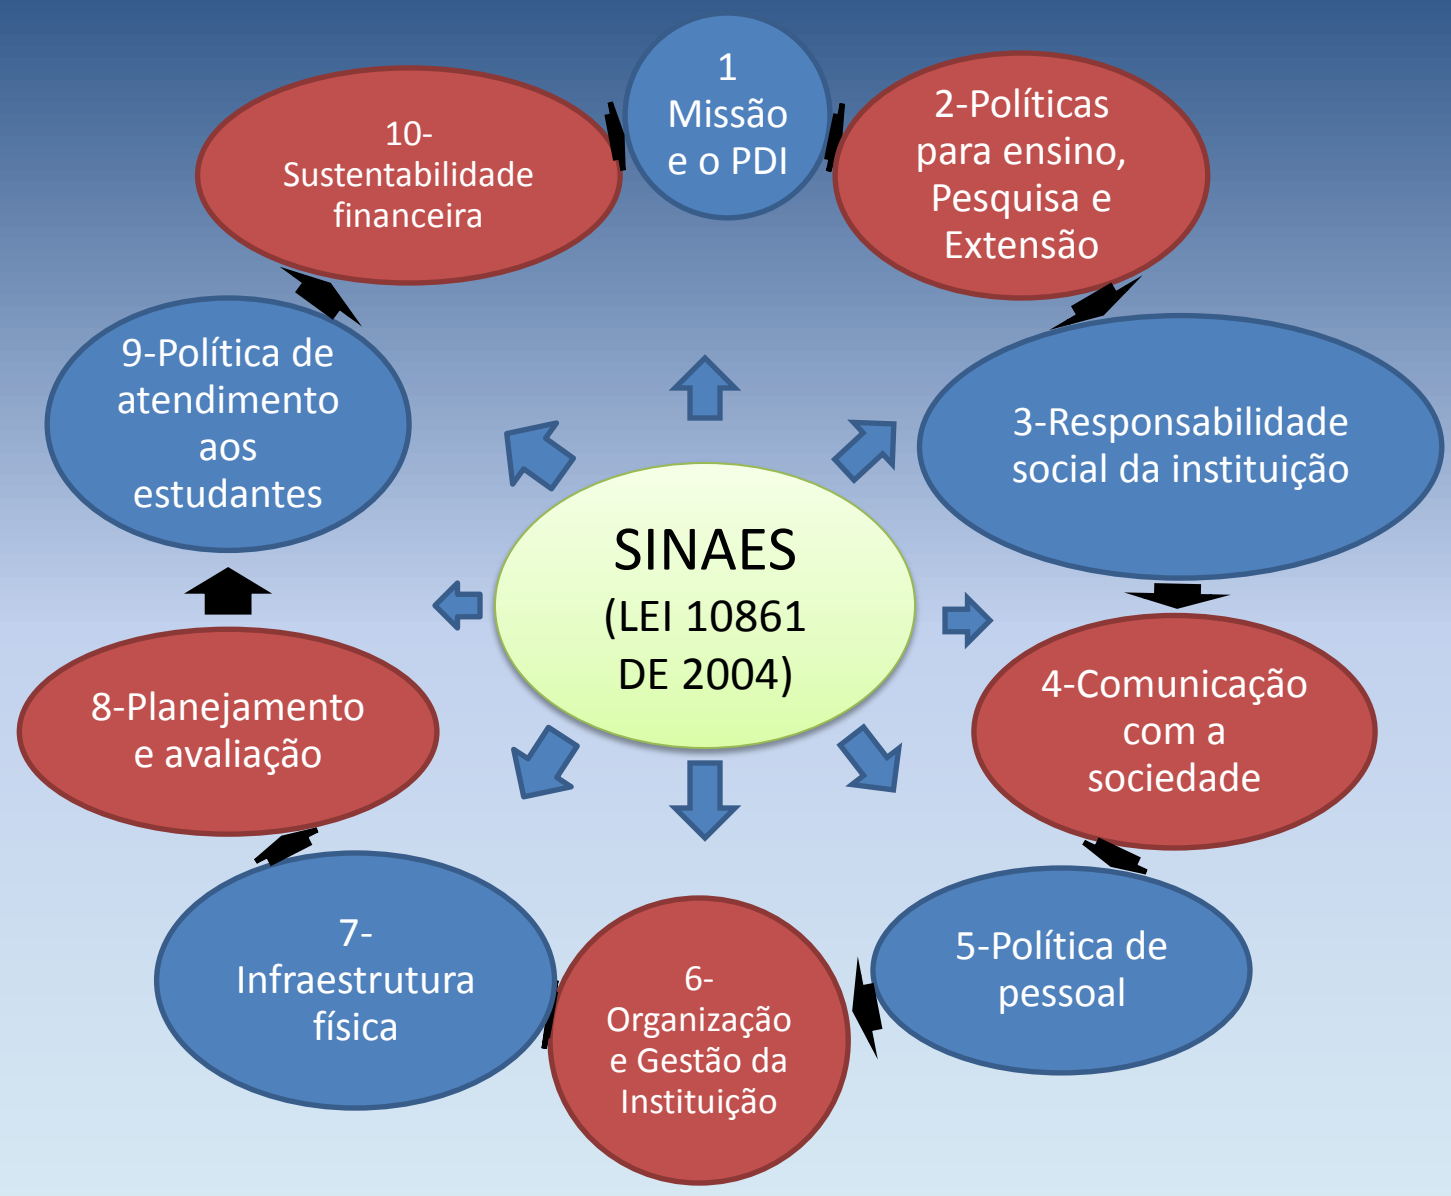 1
Missão
e o PDI
2-Políticas
para ensino,
Pesquisa e
Extensão
3-Responsabilidade
social da instituição
4-Comunicação
com a
sociedade
5-Política de
pessoal
6-
Organização
e Gestão da
Instituição
7-
Infraestrutura
física
8-Planejamento
e avaliação
9-Política de
atendimento
aos
estudantes
10-
Sustentabilidade
financeira
SINAES
(LEI 10861
DE 2004)